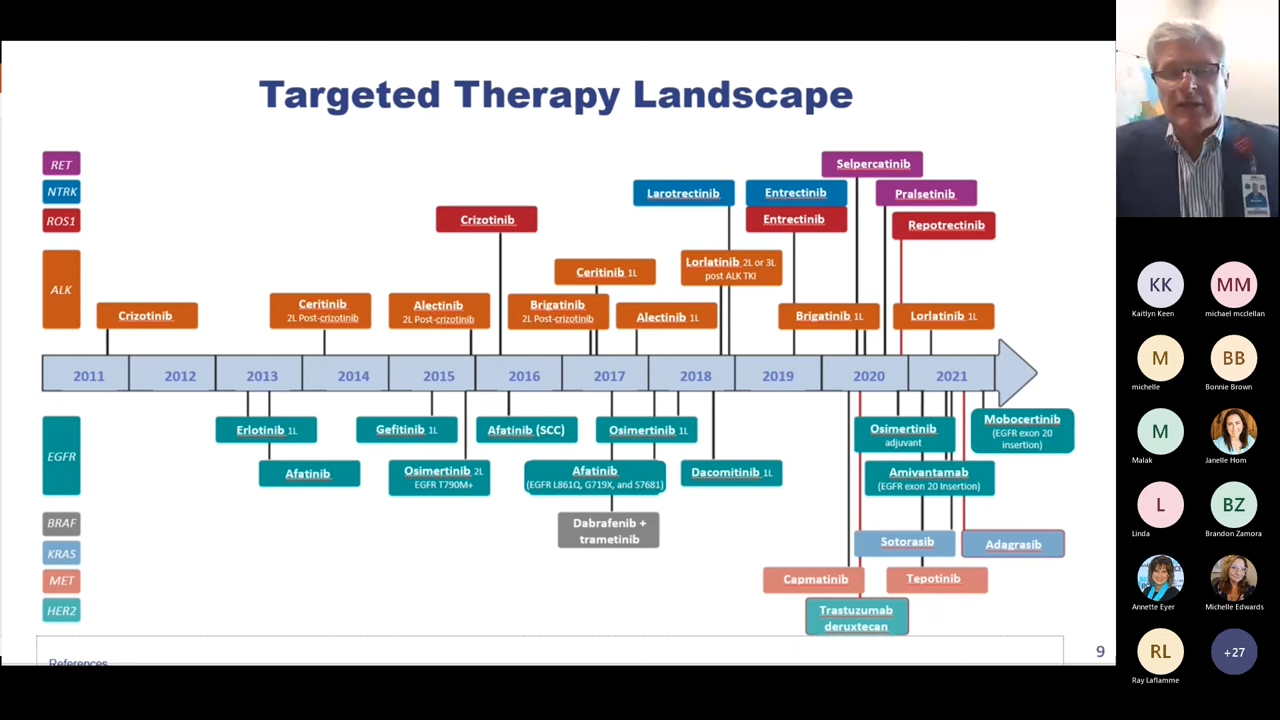 Targeted Therapy Landscape
RET
NTRK
ROS1
ALK
Selpercatinib
Larotrectinib
Entrectinib
Pralsetinib
Crizotinib
Entrectinib
Repotrectinib
Ceritinib 1L
Lorlatinib 2L or 3L
post ALK TKI
Crizotinib
Ceritinib
2L Post-crizotinib
Alectinib
2L Post-crizotinib
Brigatinib
2L Post-crizotinib
Alectinib 1L
Brigatinib 1L
Lorlatinib 1L
2011
2012
2013
2014
2015
2016
2017
2018
2019
2020
2021
EGFR
Erlotinib 1L
Gefitinib 1L
Afatinib (SCC)
Osimertinib 1L
Osimertinib
adjuvant
Mobocertinib
(EGFR exon 20
insertion)
Afatinib
Osimertinib 2L
EGFR T790M+
Afatinib
(EGFR L861Q, G719X, and S768I)
Dacomitinib 1L
Amivantamab
(EGFR exon 20 Insertion)
BRAF
Dabrafenib +
trametinib
KRAS
Sotorasib
Adagrasib
MET
Capmatinib
Tepotinib
HER2
Trastuzumab
deruxtecan
References
9
KK
Kaitlyn Keen
MM
michael mcclellan
M
michelle
BB
Bonnie Brown
M
Malak
Janelle Hom
L
Linda
BZ
Brandon Zamora
Annette Eyer
Michelle Edwards
RL
Ray Laflamme
+27